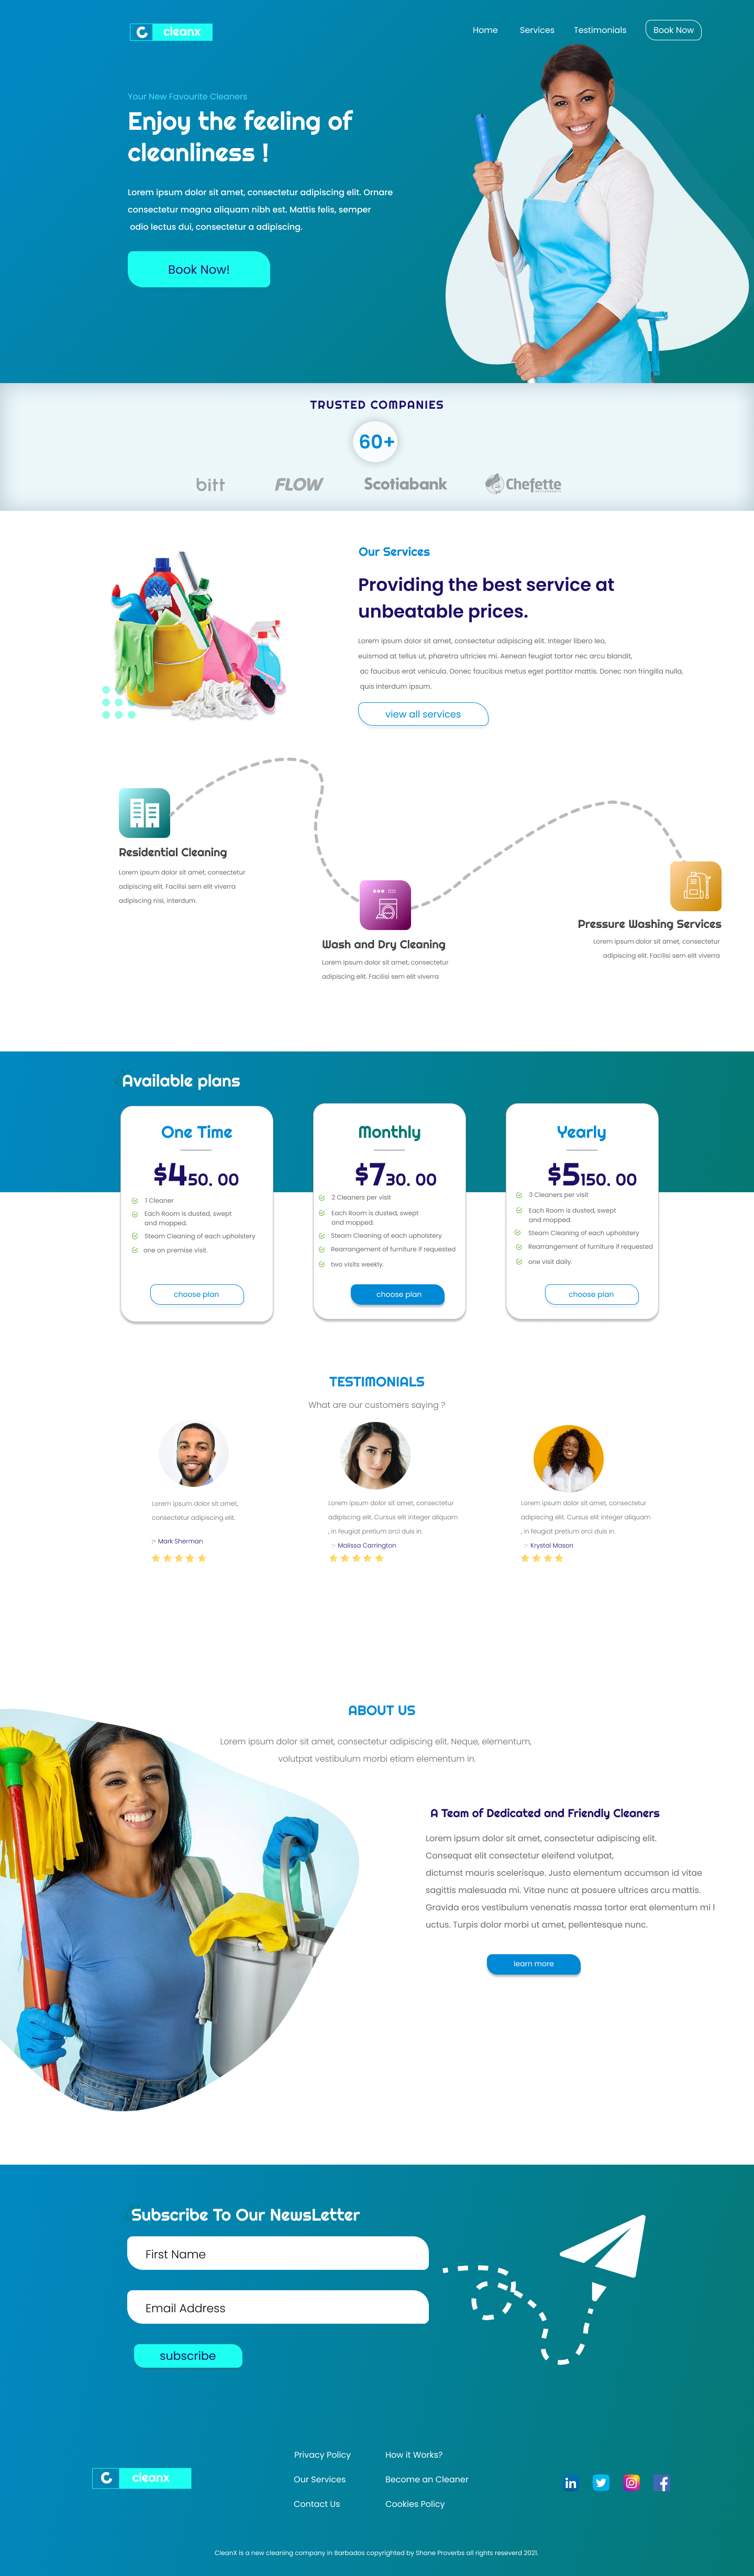 cleanx
Home Services Testimonials Book Now
Your New Favourite Cleaners
Enjoy the feeling of
cleanliness !
Lorem ipsum dolor sit amet, consectetur adipiscing elit. Ornare
consectetur magna aliquam nibh est. Mattis felis, semper
odio lectus dui, consectetur a adipiscing.
Book Now!
TRUSTED COMPANIES
60+
bitt FLOW Scotiabank Chefette
RESTAURANTS
Our Services
Providing the best service at
unbeatable prices.
Lorem ipsum dolor sit amet, consectetur adipiscing elit. Integer libero leo,
euismod at tellus ut, pharetra ultricies mi. Aenean feugiat tortor nec arcu blandit,
ac faucibus erat vehicula. Donec faucibus metus eget porttitor mattis. Donec non fringilla nulla,
quis interdum ipsum.
view all services
Residential Cleaning
Lorem ipsum dolor sit amet, consectetur
adipiscing elit. Facilisi sem elit viverra
adipiscing nisi, interdum.
Wash and Dry Cleaning
Lorem ipsum dolor sit amet, consectetur
adipiscing elit. Facilisi sem elit viverra
Pressure Washing Services
Lorem ipsum dolor sit amet, consectetur
adipiscing elit. Facilisi sem elit viverra
Available plans
One Time
$450. 00
1 Cleaner
Each Room is dusted, swept
and mopped.
Steam Cleaning of each upholstery
one on premise visit.
choose plan
Monthly
$730. 00
2 Cleaners per visit
Each Room is dusted, swept
and mopped.
Steam Cleaning of each upholstery
Rearrangement of furniture if requested
two visits weekly.
choose plan
Yearly
$5150. 00
3 Cleaners per visit
Each Room is dusted, swept
and mopped.
Steam Cleaning of each upholstery
Rearrangement of furniture if requested
one visit daily.
choose plan
TESTIMONIALS
What are our customers saying ?
Lorem ipsum dolor sit amet,
consectetur adipiscing elit.
:- Mark Sherman
Lorem ipsum dolor sit amet, consectetur
adipiscing elit. Cursus elit integer aliquam
, in feugiat pretium orci duis in.
:- Malissa Carrington
Lorem ipsum dolor sit amet, consectetur
adipiscing elit. Cursus elit integer aliquam
, in feugiat pretium orci duis in.
:- Krystal Mason
ABOUT US
Lorem ipsum dolor sit amet, consectetur adipiscing elit. Neque, elementum,
volutpat vestibulum morbi etiam elementum in.
A Team of Dedicated and Friendly Cleaners
Lorem ipsum dolor sit amet, consectetur adipiscing elit.
Consequat elit consectetur eleifend volutpat,
dictumst mauris scelerisque. Justo elementum accumsan id vitae
sagittis malesuada mi. Vitae nunc at posuere ultrices arcu mattis.
Gravida eros vestibulum venenatis massa tortor erat elementum mi l
uctus. Turpis dolor morbi ut amet, pellentesque nunc.
learn more
Subscribe To Our NewsLetter
First Name
Email Address
subscribe
cleanx
Privacy Policy
Our Services
Contact Us
How it Works?
Become an Cleaner
Cookies Policy
in
CleanX is a new cleaning company in Barbados copyrighted by Shane Proverbs all rights reseverd 2021.